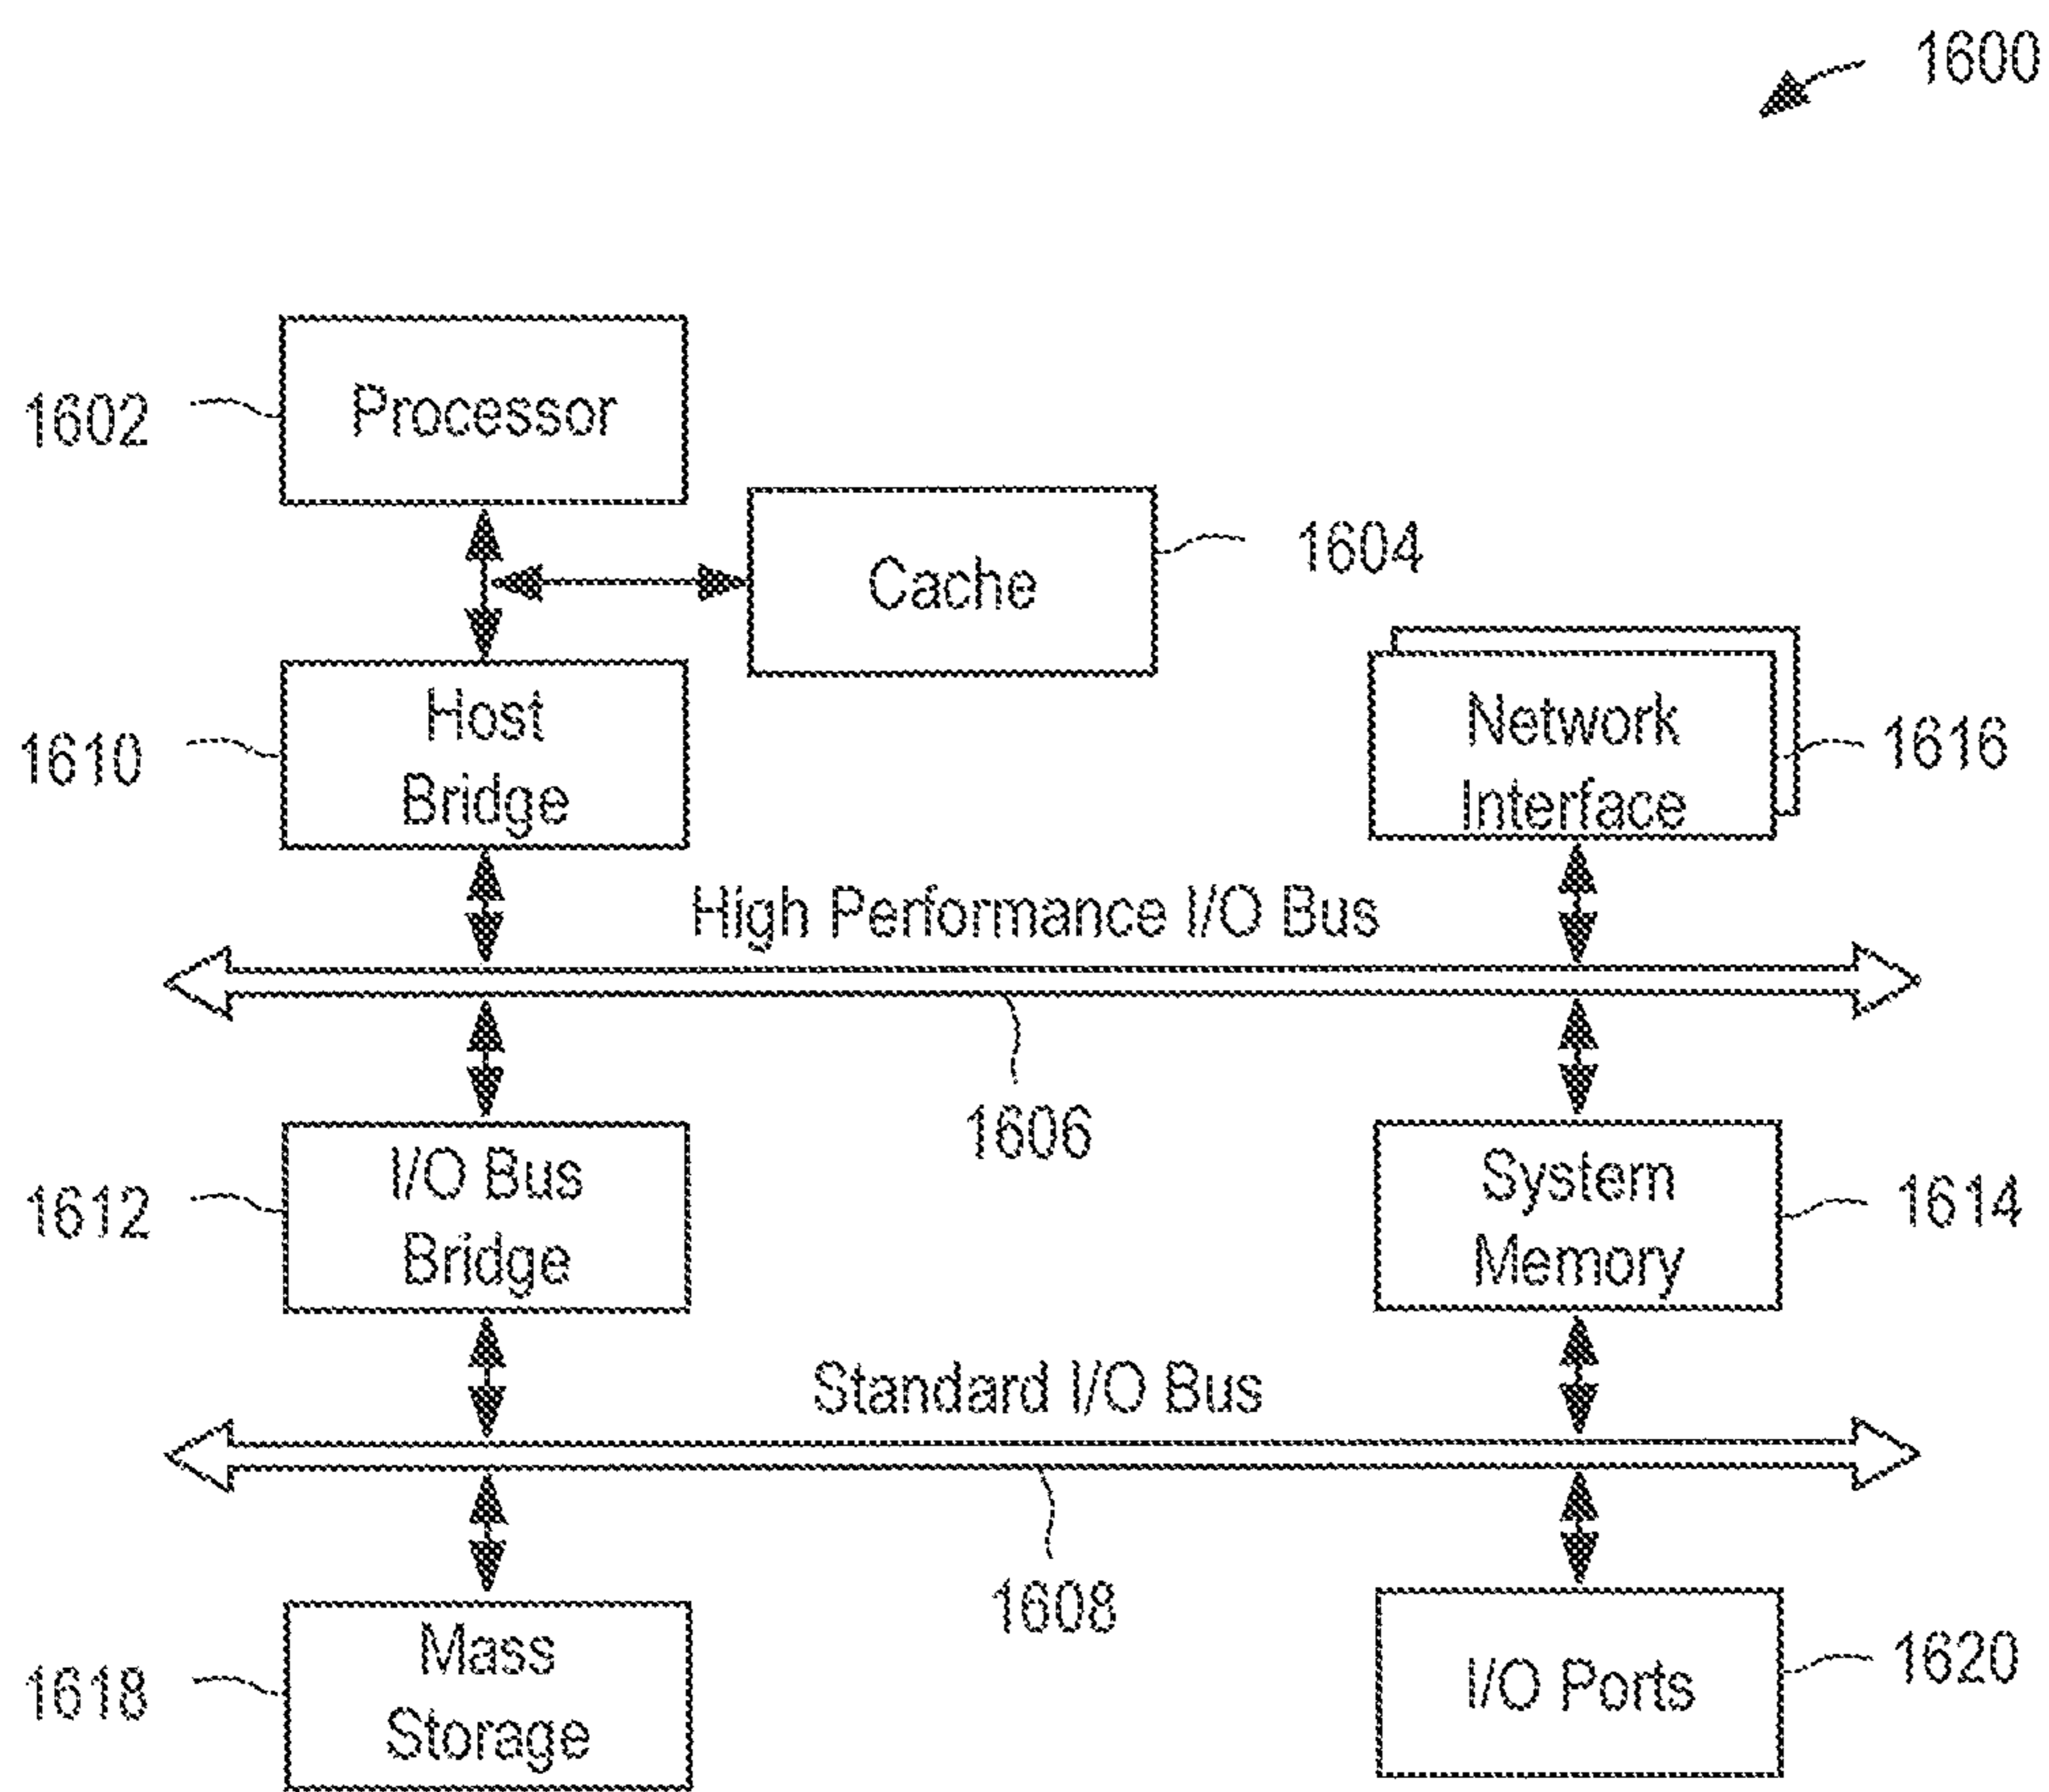 1600
Processor
1602
Cache
1604
Host
Bridge
1610
Network
Interface
1616
High Performance I/O Bus
1606
I/O Bus
Bridge
1612
System
Memory
1614
Standard I/O Bus
1608
Mass
Storage
1618
I/O Ports
1620